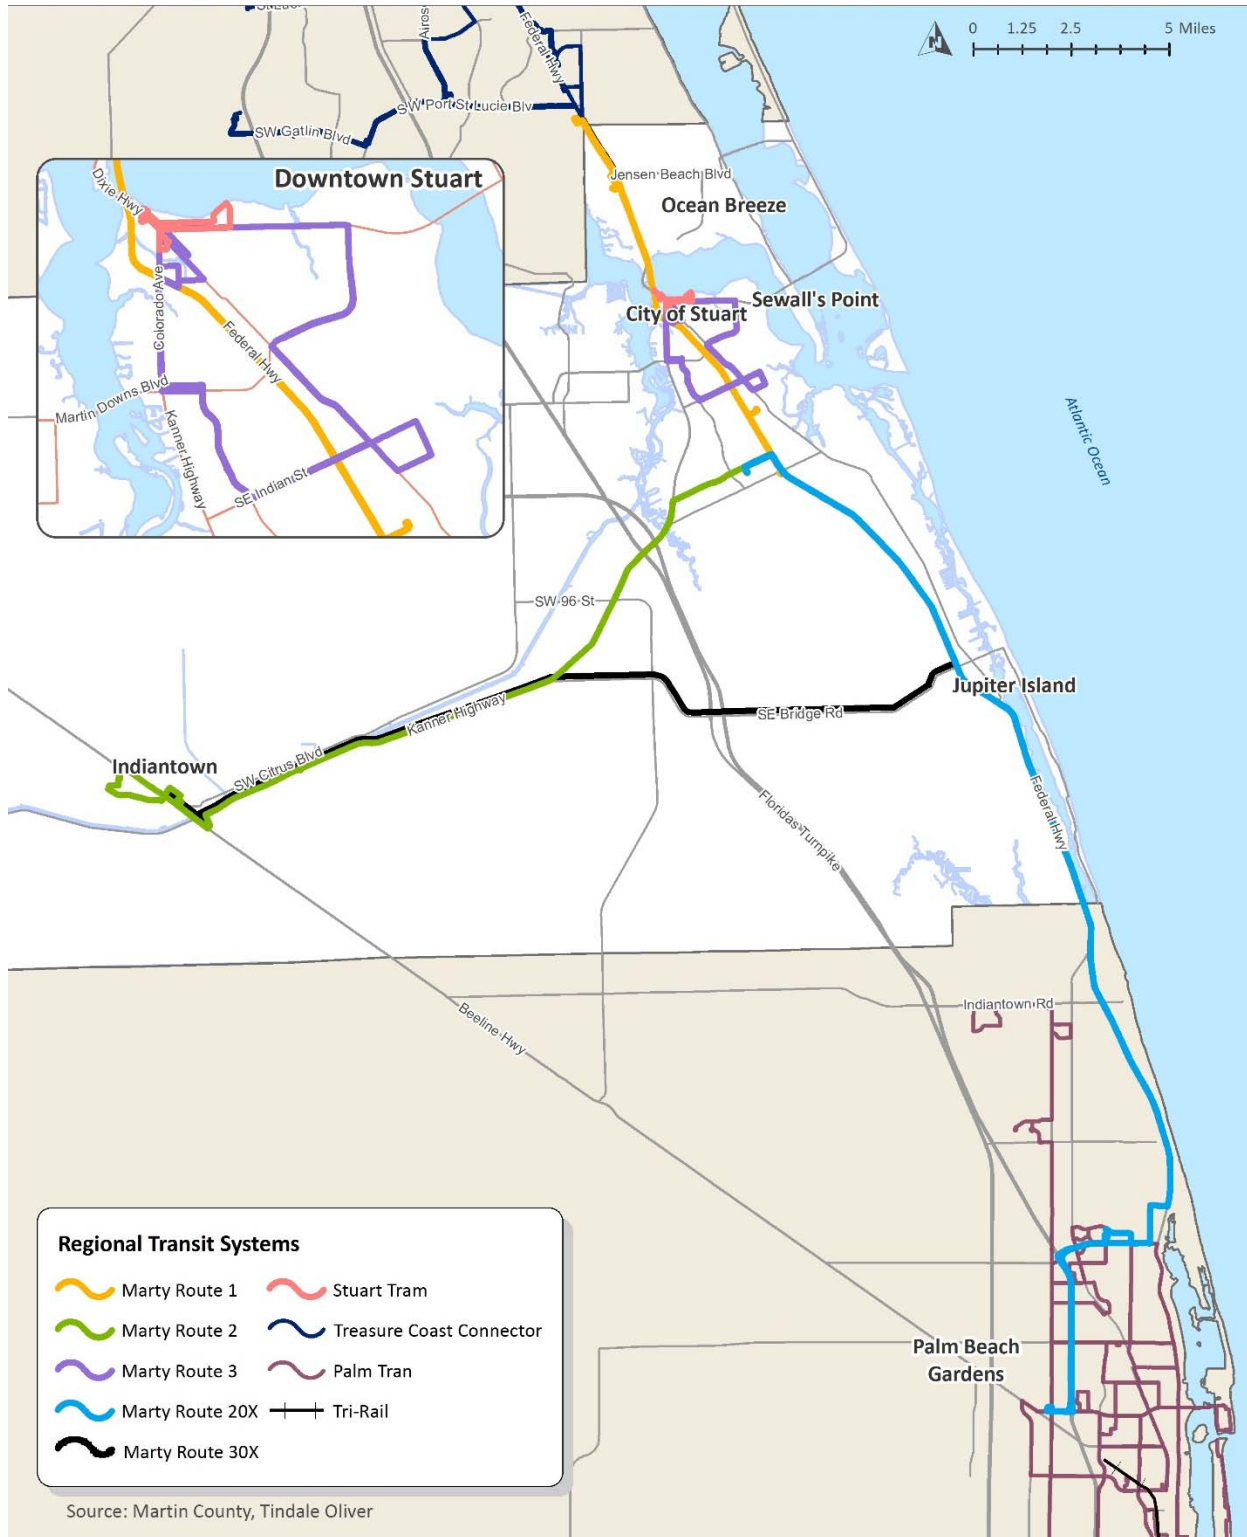 St Luci
Airoso
Federal Hwy
0 1.25 2.5 5 Miles
N
SW Port St Lucie Blv
SW Gatlin Blvd
Jensen Beach Blvd
Ocean Breeze
Downtown Stuart
Dixie Hwy
Colorado Ave
Federal Hwy
Martin Downs Blvd
Kanner Highway
SE Indian St
Sewall's Point
City of Stuart
Atlantic Ocean
SW 96 St
Jupiter Island
Kanner Highway
SE Bridge Rd
SW Citrus Blvd
Indiantown
Floridas Turnpike
Federal Hwy
Indiantown Rd
Beeline Hwy
Palm Beach
Gardens
Regional Transit Systems
Marty Route 1
Stuart Tram
Marty Route 2
Treasure Coast Connector
Marty Route 3
Palm Tran
Marty Route 20X
Tri-Rail
Marty Route 30X
Source: Martin County, Tindale Oliver